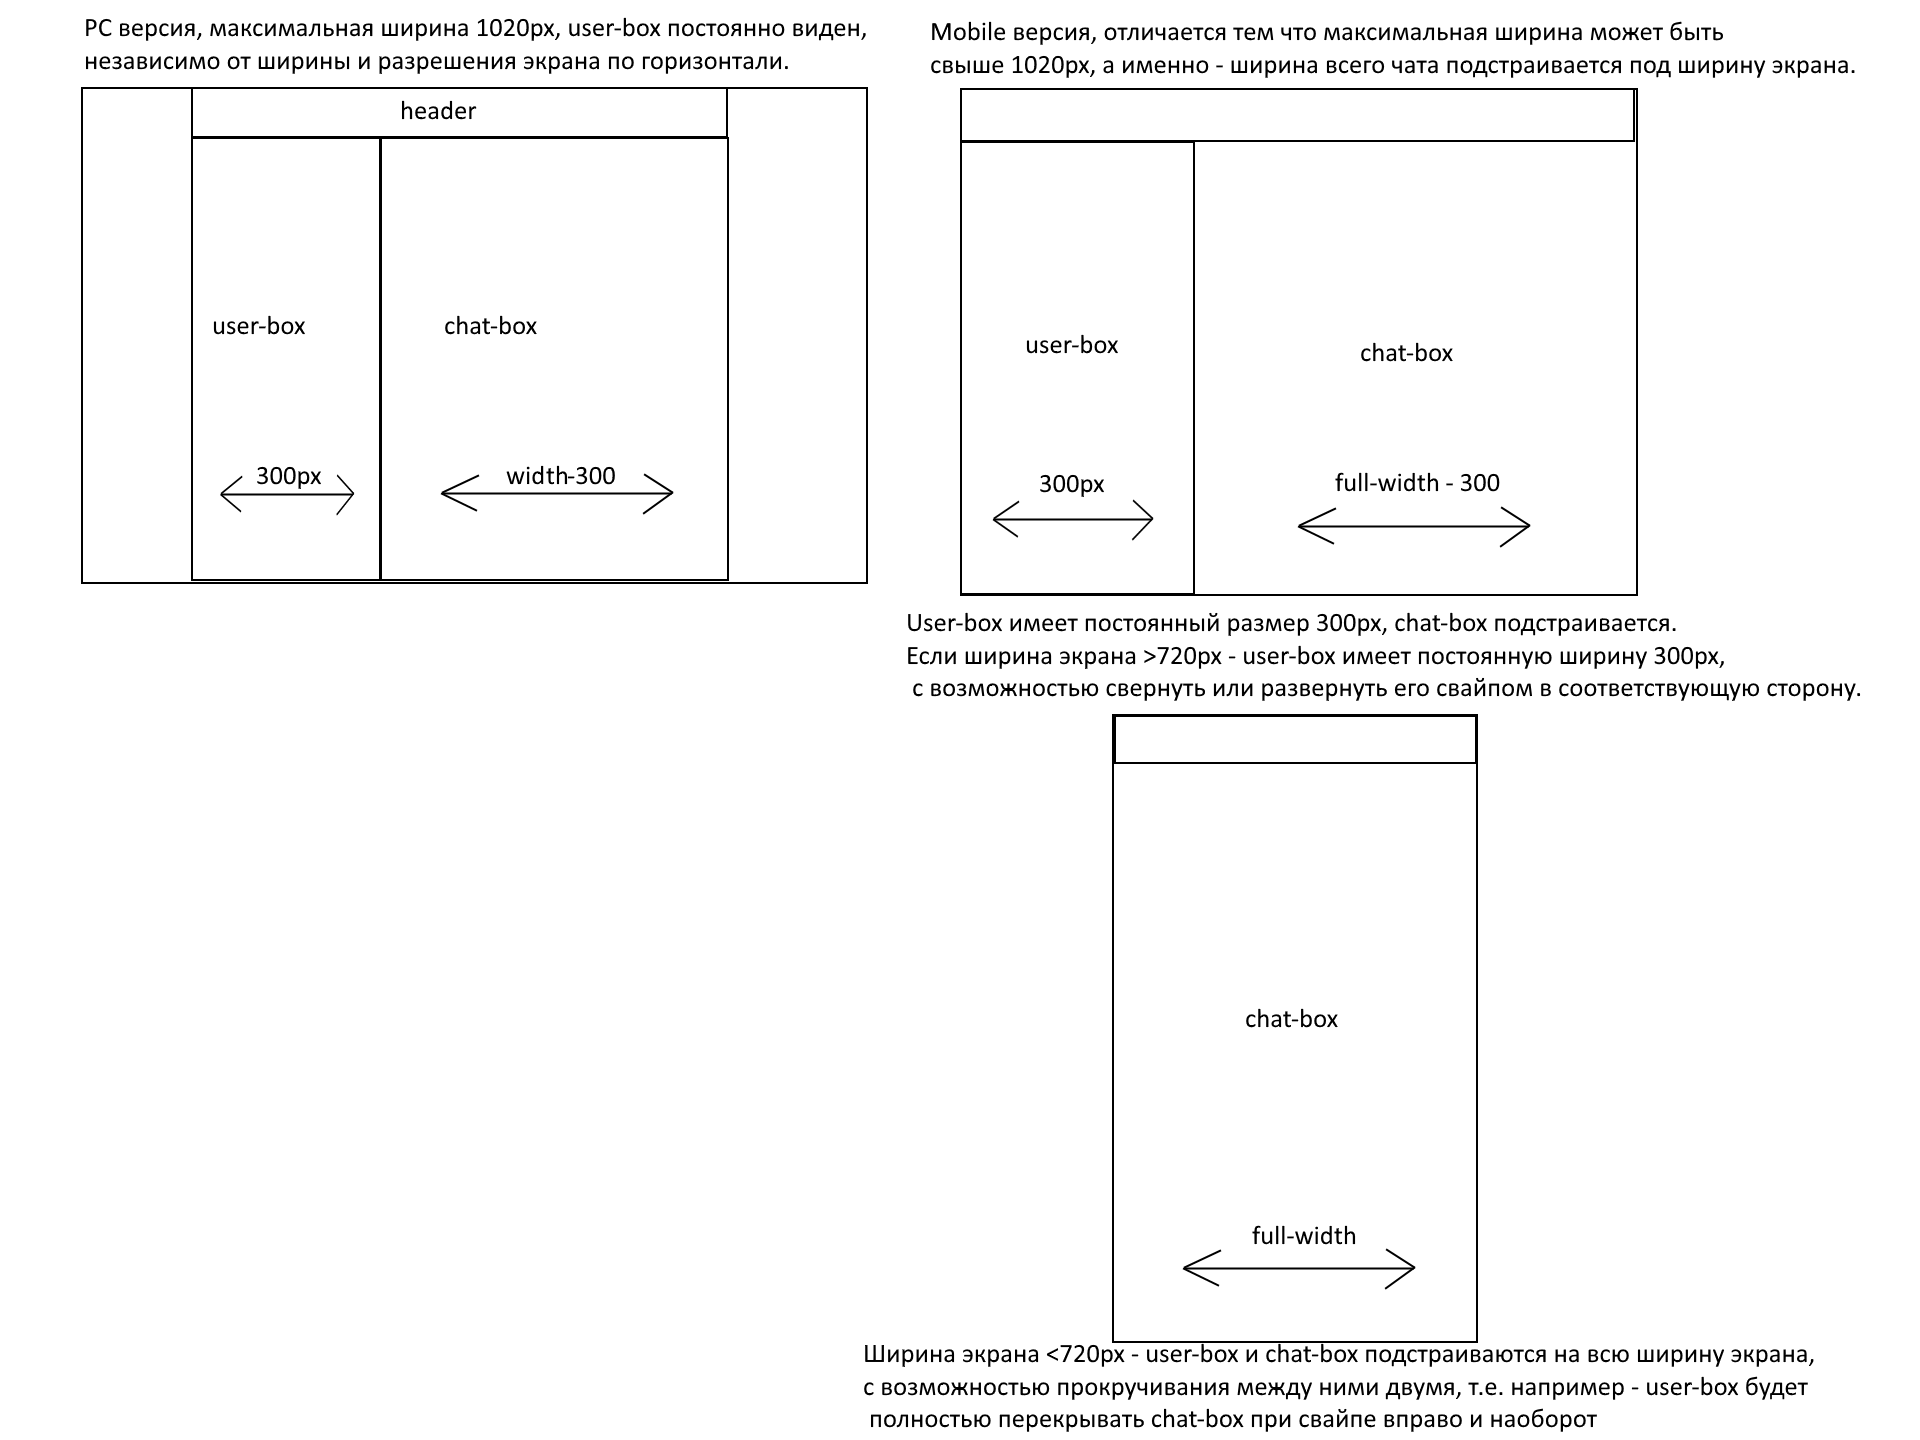 PC версия, максимальная ширина 1020px, user-box постоянно виден,
независимо от ширины и разрешения экрана по горизонтали.
header
user-box
chat-box
300px
width-300
Mobile версия, отличается тем что максимальная ширина может быть
свыше 1020px, а именно - ширина всего чата подстраивается под ширину экрана.
user-box
chat-box
300px
full-width - 300
User-box имеет постоянный размер 300px, chat-box подстраивается.
Если ширина экрана >720px - user-box имеет постоянную ширину 300px,
с возможностью свернуть или развернуть его свайпом в соответствующую сторону.
chat-box
full-width
Ширина экрана <720px - user-box и chat-box подстраиваются на всю ширину экрана,
с возможностью прокручивания между ними двумя, т.е. например - user-box будет
полностью перекрывать chat-box при свайпе вправо и наоборот